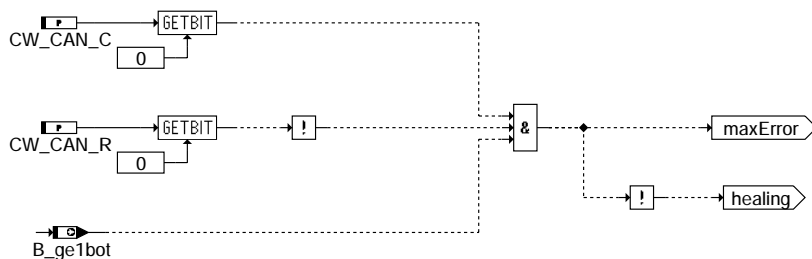 P GETBIT
CW_CAN_C
0
P GETBIT ! & maxError
CW_CAN_R
0
! healing
B_ge1bot